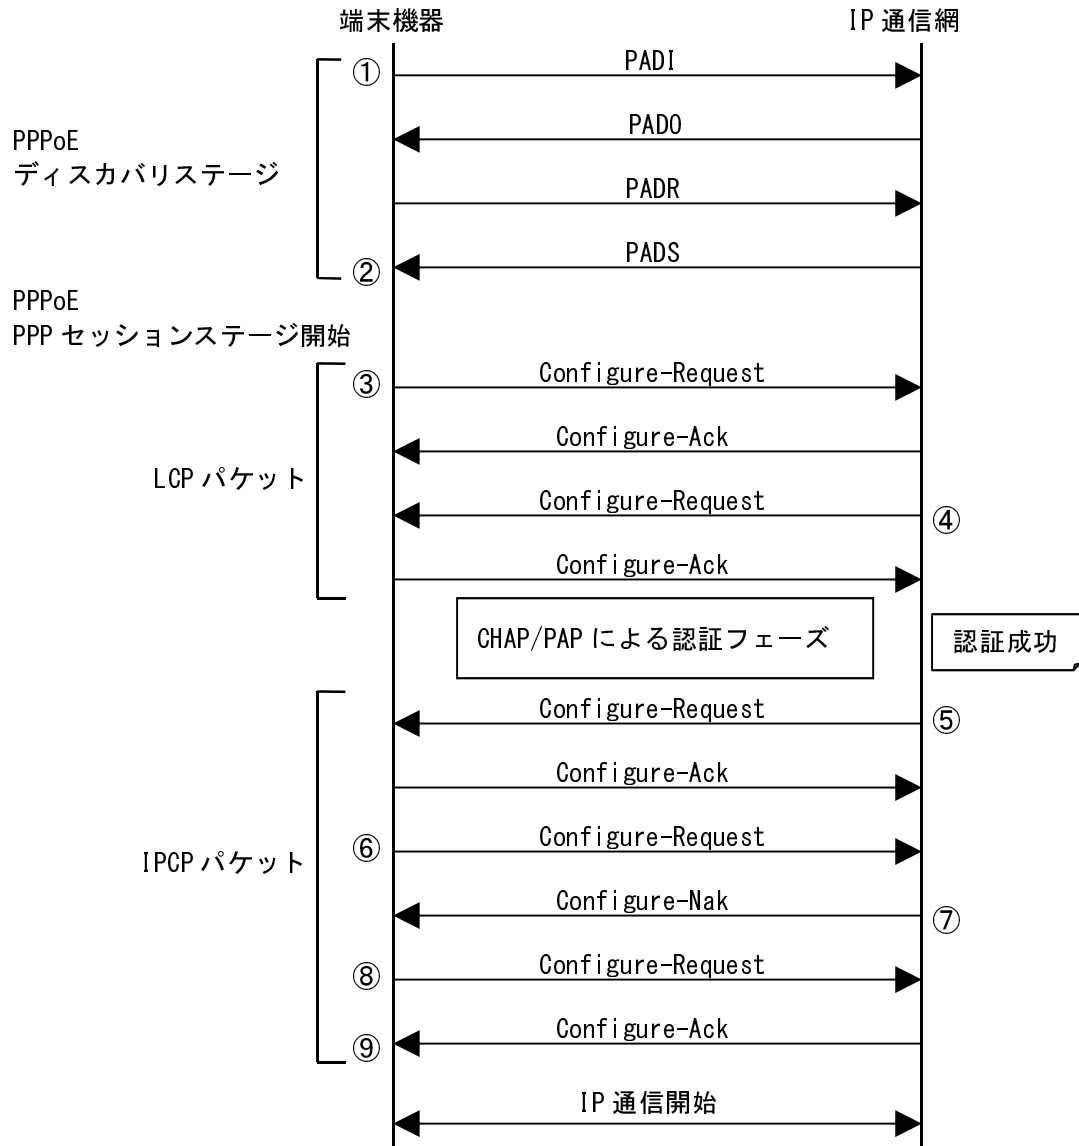 端末機器
IP 通信網
① PADI
PADO
PPPoE
ディスカバリステージ
PADR
PADS
②
PPPoE
PPP セッションステージ開始
③ Configure-Request
Configure-Ack
LCP パケット
Configure-Request ④
Configure-Ack
CHAP/PAP による認証フェーズ
認証成功
Configure-Request ⑤
Configure-Ack
IPCP パケット
⑥ Configure-Request
Configure-Nak ⑦
⑧ Configure-Request
Configure-Ack
⑨
IP 通信開始